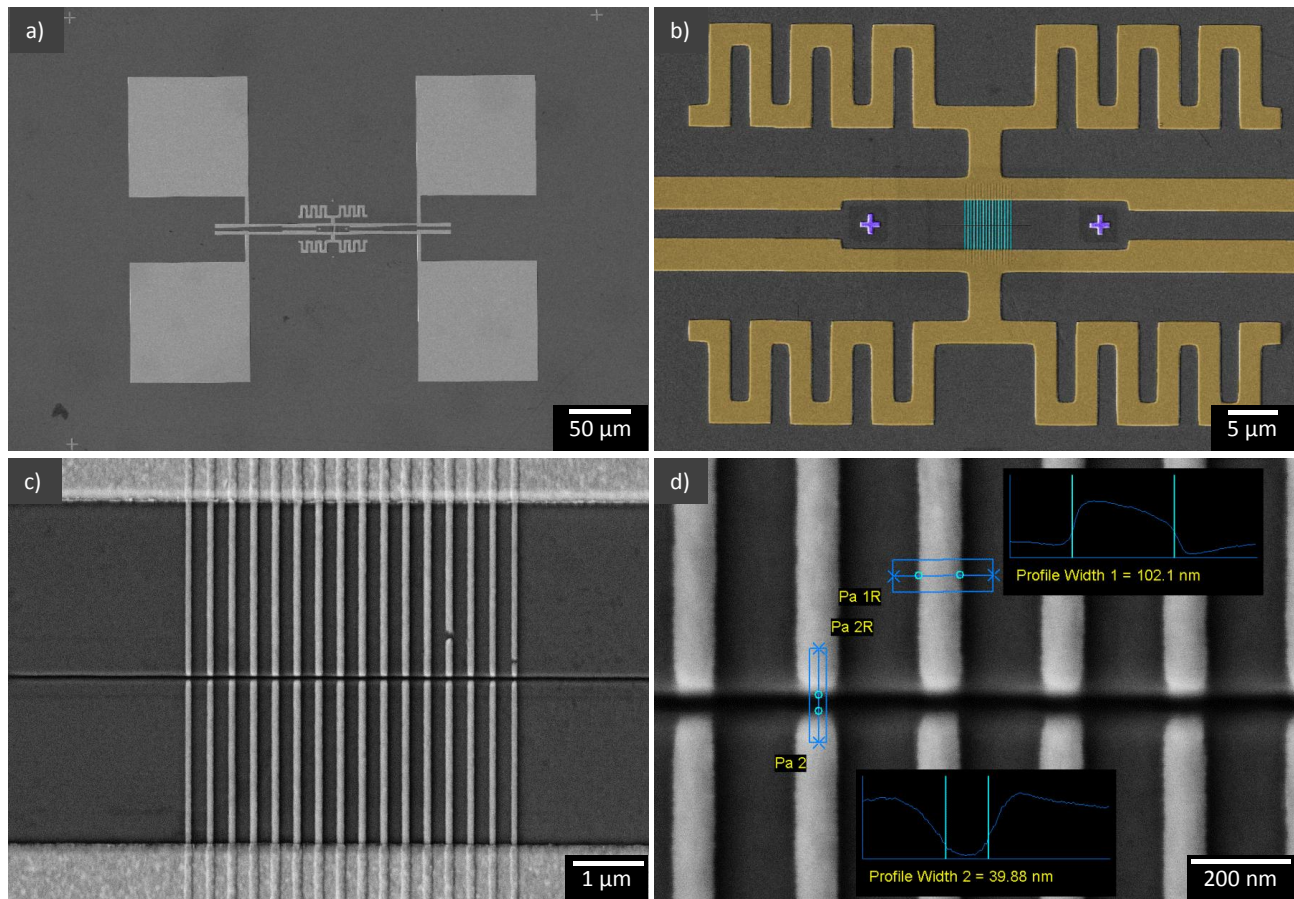 a)
50 µm
b)
5 µm
c)
1 µm
d)
Profile Width 1 = 102.1 nm
Pa 1R
Pa 2R
Pa 2
Profile Width 2 = 39.88 nm
200 nm